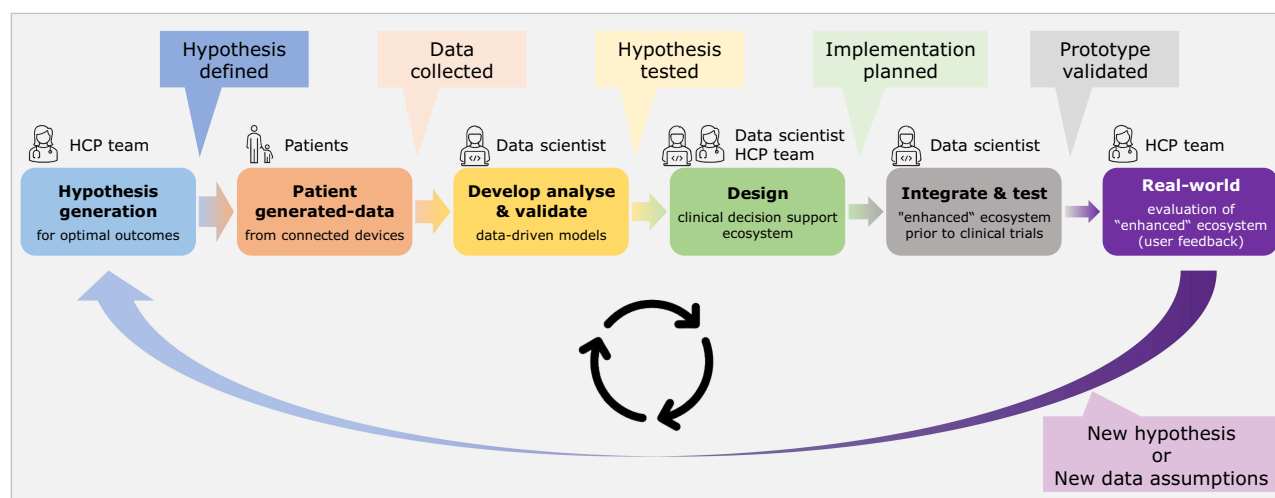 Hypothesis
defined
Data
collected
Hypothesis
tested
Implementation
planned
Prototype
validated
HCP team
Patients
Data scientist
Data scientist
HCP team
Data scientist
HCP team
Hypothesis
generation
for optimal outcomes
Patient
generated-data
from connected devices
Develop analyse
& validate
data-driven models
Design
clinical decision support
ecosystem
Integrate & test
"enhanced“ ecosystem
prior to clinical trials
Real-world
evaluation of
“enhanced“ ecosystem
(user feedback)
New hypothesis
or
New data assumptions